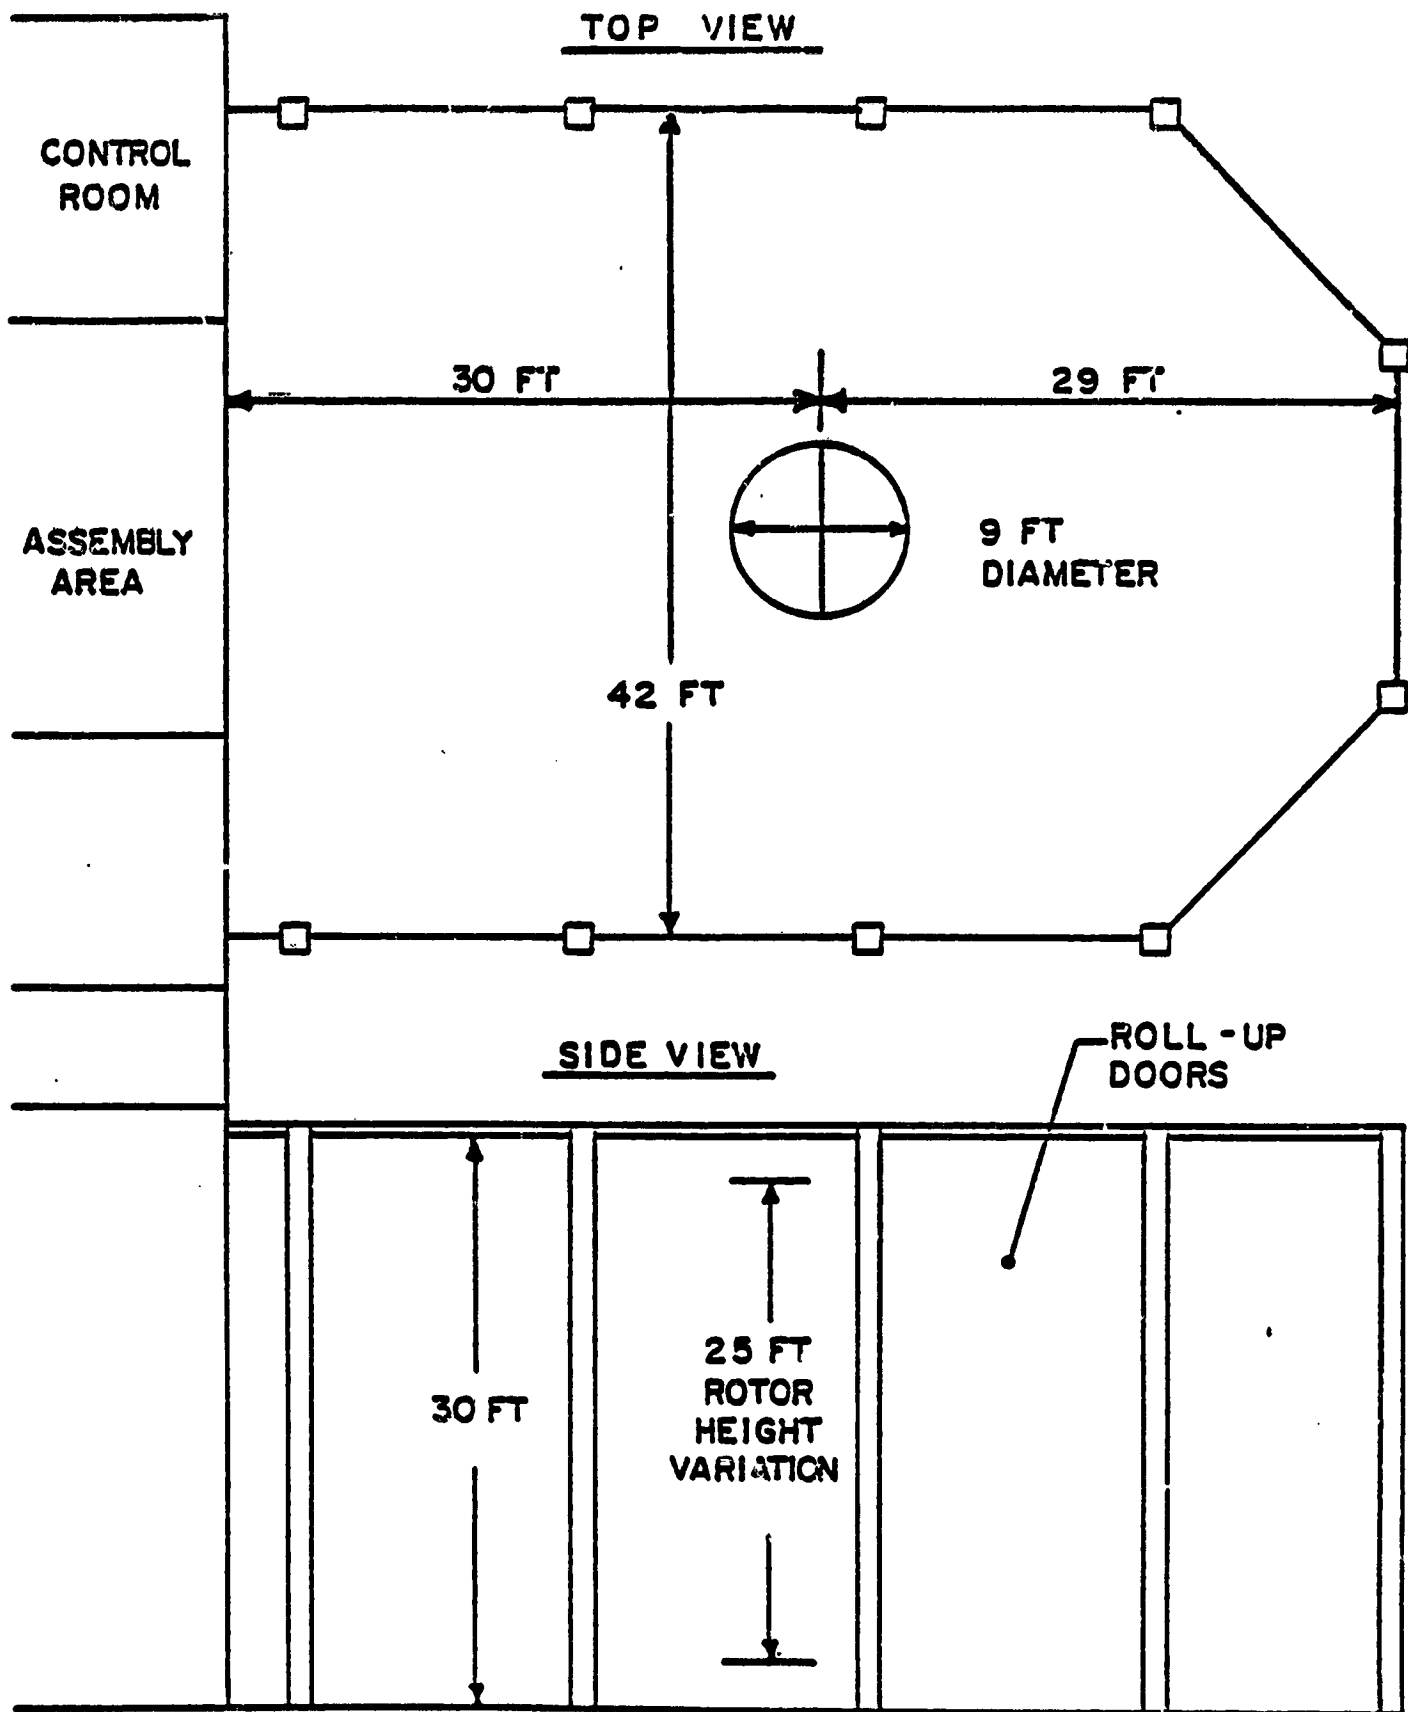 TOP VIEW
CONTROL
ROOM
30 FT
29 FT
ASSEMBLY
AREA
9 FT
DIAMETER
42 FT
SIDE VIEW
ROLL-UP
DOORS
25 FT
ROTOR
HEIGHT
VARIATION
30 FT